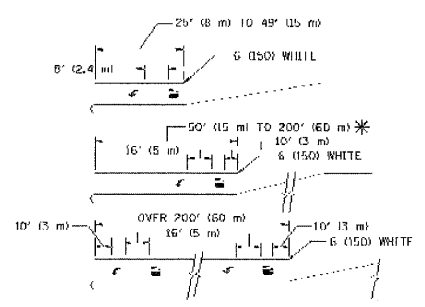 25' (8 m) TO 49' (15 m)
8' (2.4 m)
6 (150) WHITE
50' (15 m) TO 200' (60 m) *
16' (5 m)
10' (3 m)
6 (150) WHITE
OVER 200' (60 m)
10' (3 m)
16' (5 m)
10' (3 m)
6 (150) WHITE